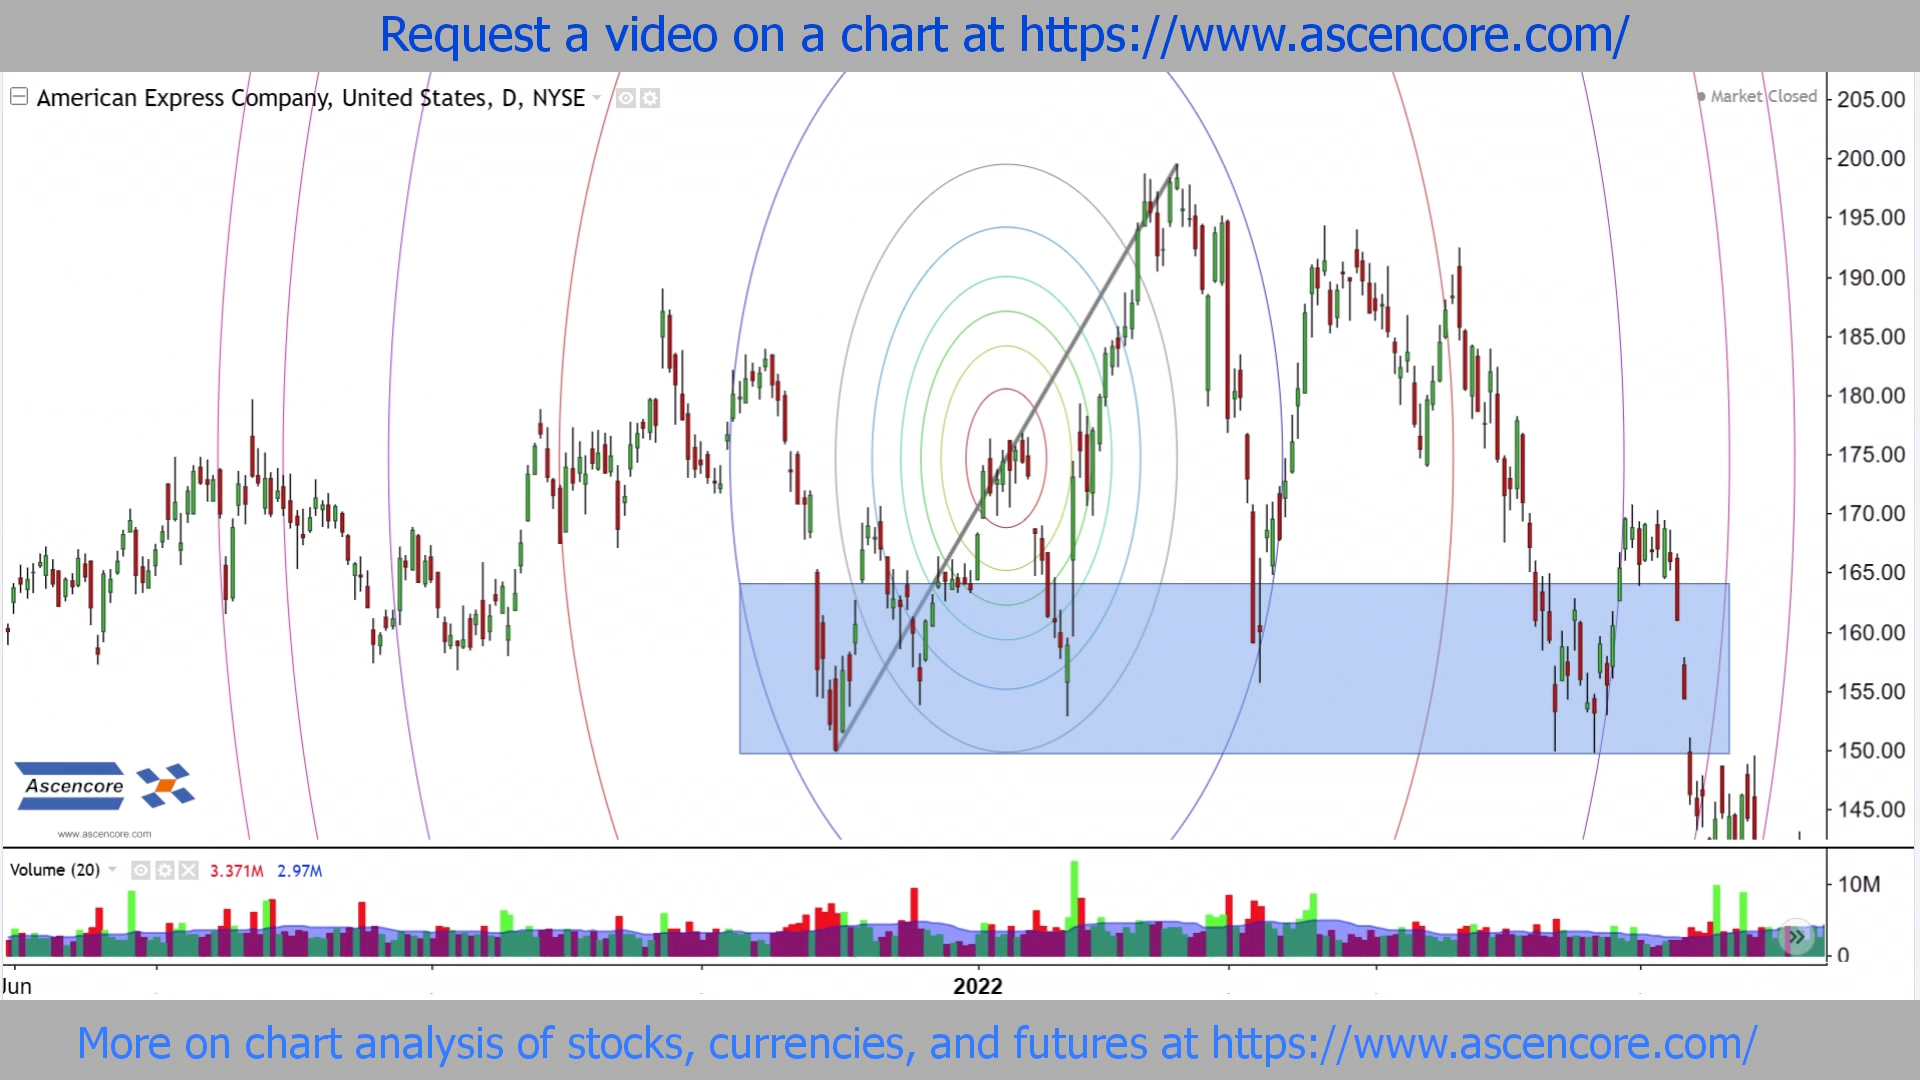 Request a video on a chart at https://www.ascencore.com/
American Express Company, United States, D, NYSE
Market Closed
205.00
200.00
195.00
190.00
185.00
180.00
175.00
170.00
165.00
160.00
155.00
150.00
145.00
Ascencore
www.ascencore.com
Volume (20) 3.371M 2.97M
10M
0
Jun 2022
More on chart analysis of stocks, currencies, and futures at https://www.ascencore.com/